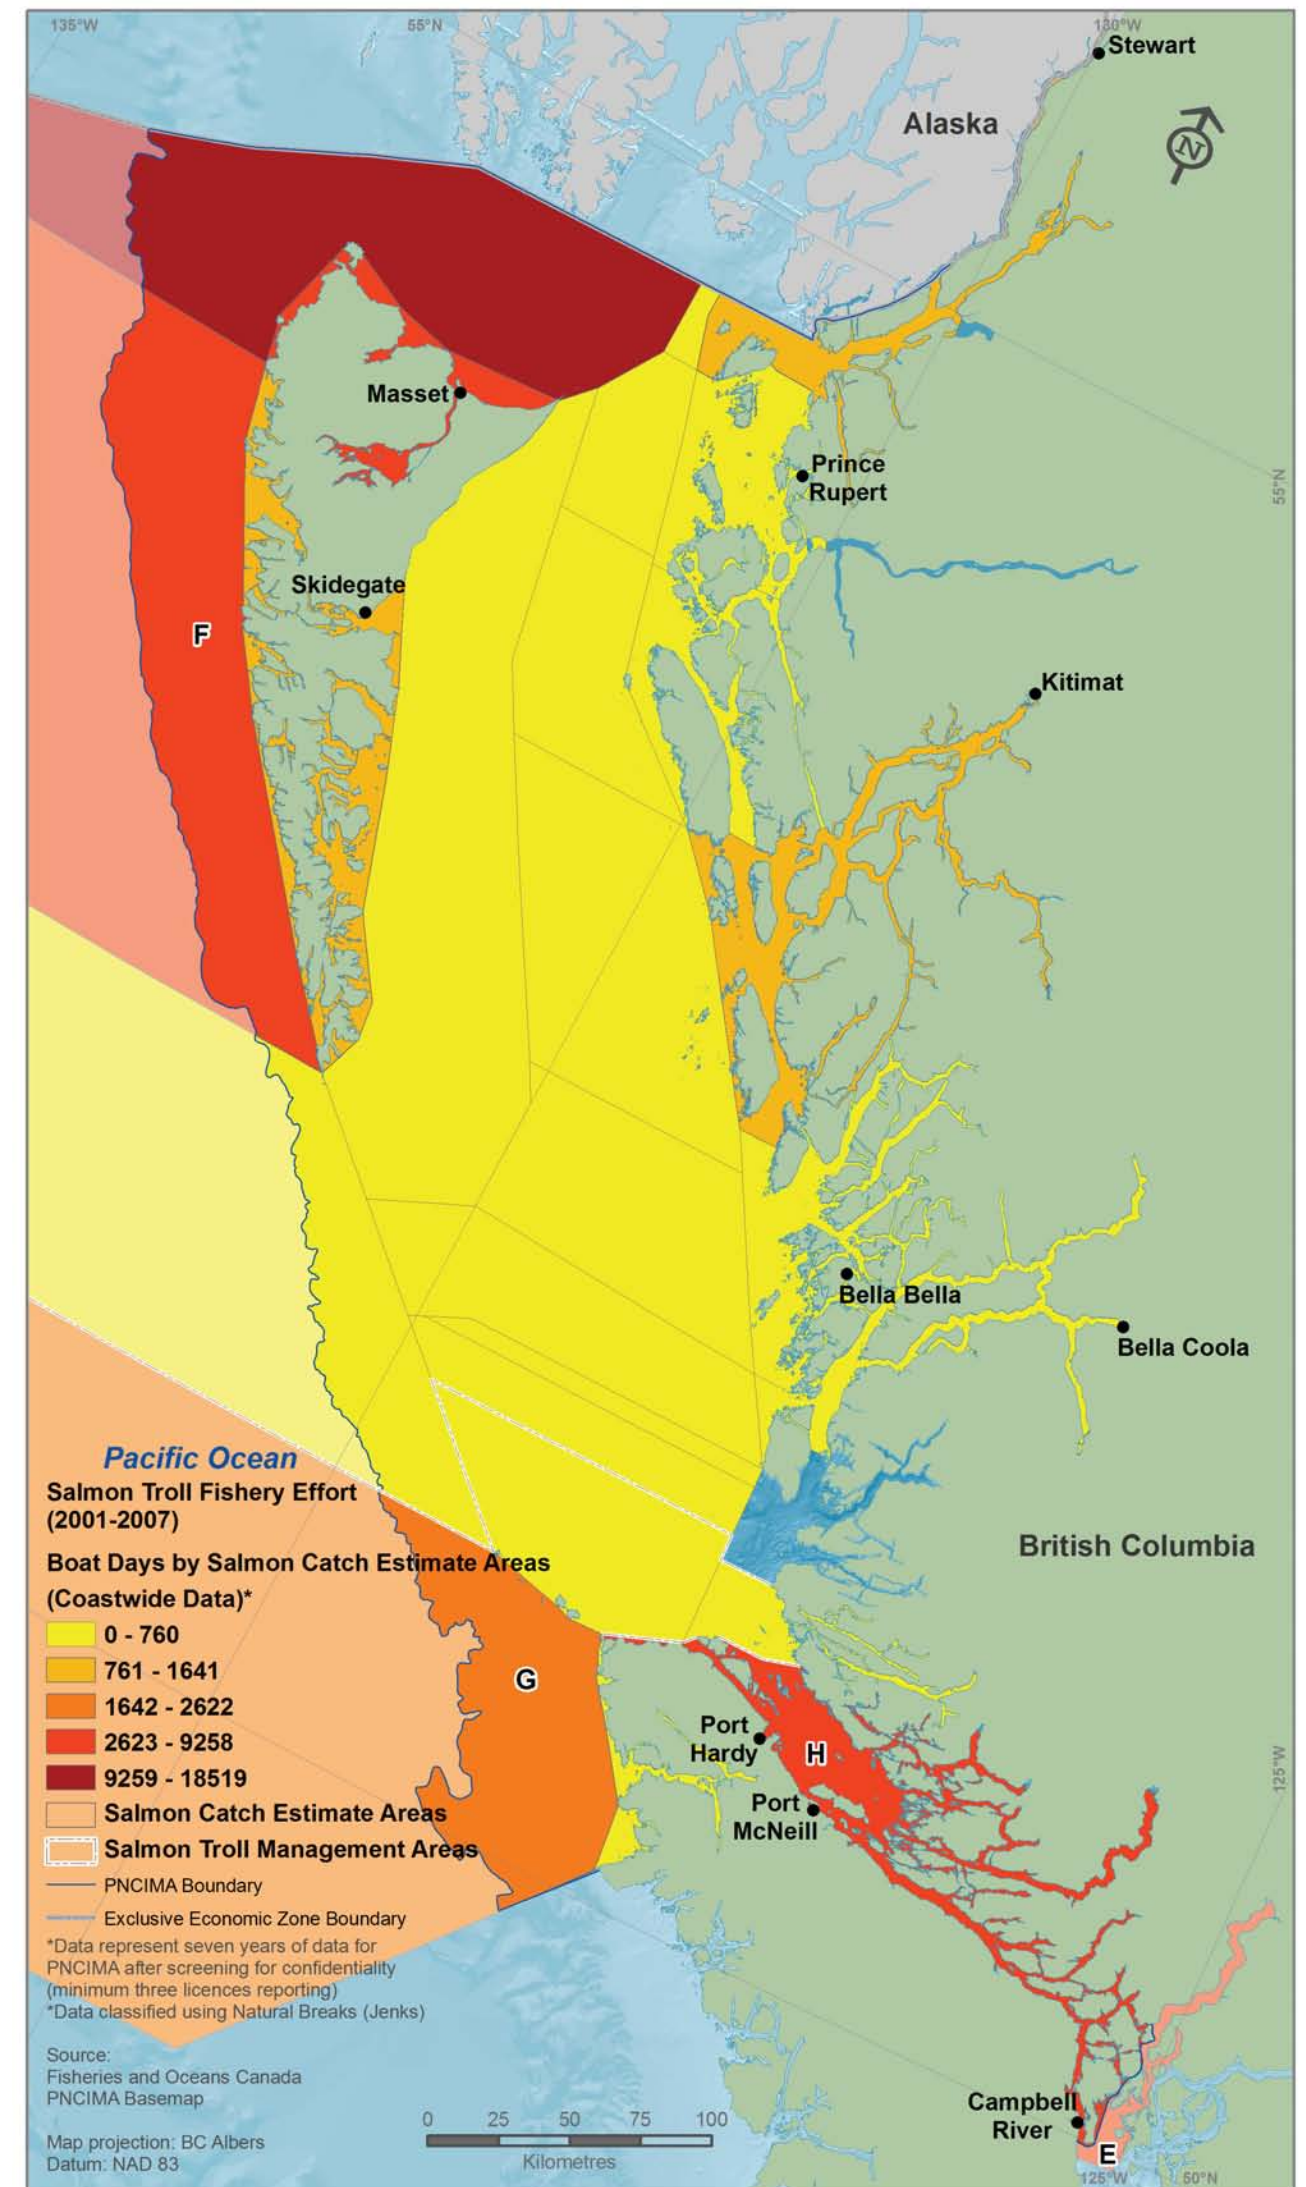 135°W
55°N
130°W
Stewart
Alaska
N
Masset
Prince
Rupert
55°N
Skidegate
F
Kitimat
Bella Bella
Bella Coola
Pacific Ocean
Salmon Troll Fishery Effort
(2001-2007)
British Columbia
Boat Days by Salmon Catch Estimate Areas
(Coastwide Data)*
0 - 760
761 - 1641
1642 - 2622
2623 - 9258
9259 - 18519
Salmon Catch Estimate Areas
Salmon Troll Management Areas
PNCIMA Boundary
Exclusive Economic Zone Boundary
*Data represent seven years of data for
PNCIMA after screening for confidentiality
(minimum three licences reporting)
*Data classified using Natural Breaks (Jenks)
Source:
Fisheries and Oceans Canada
PNCIMA Basemap
Map projection: BC Albers
Datum: NAD 83
G
Port
Hardy
H
Port
McNeill
125°W
Campbell
River
E
0 25 50 75 100
Kilometres
125°W
50°N